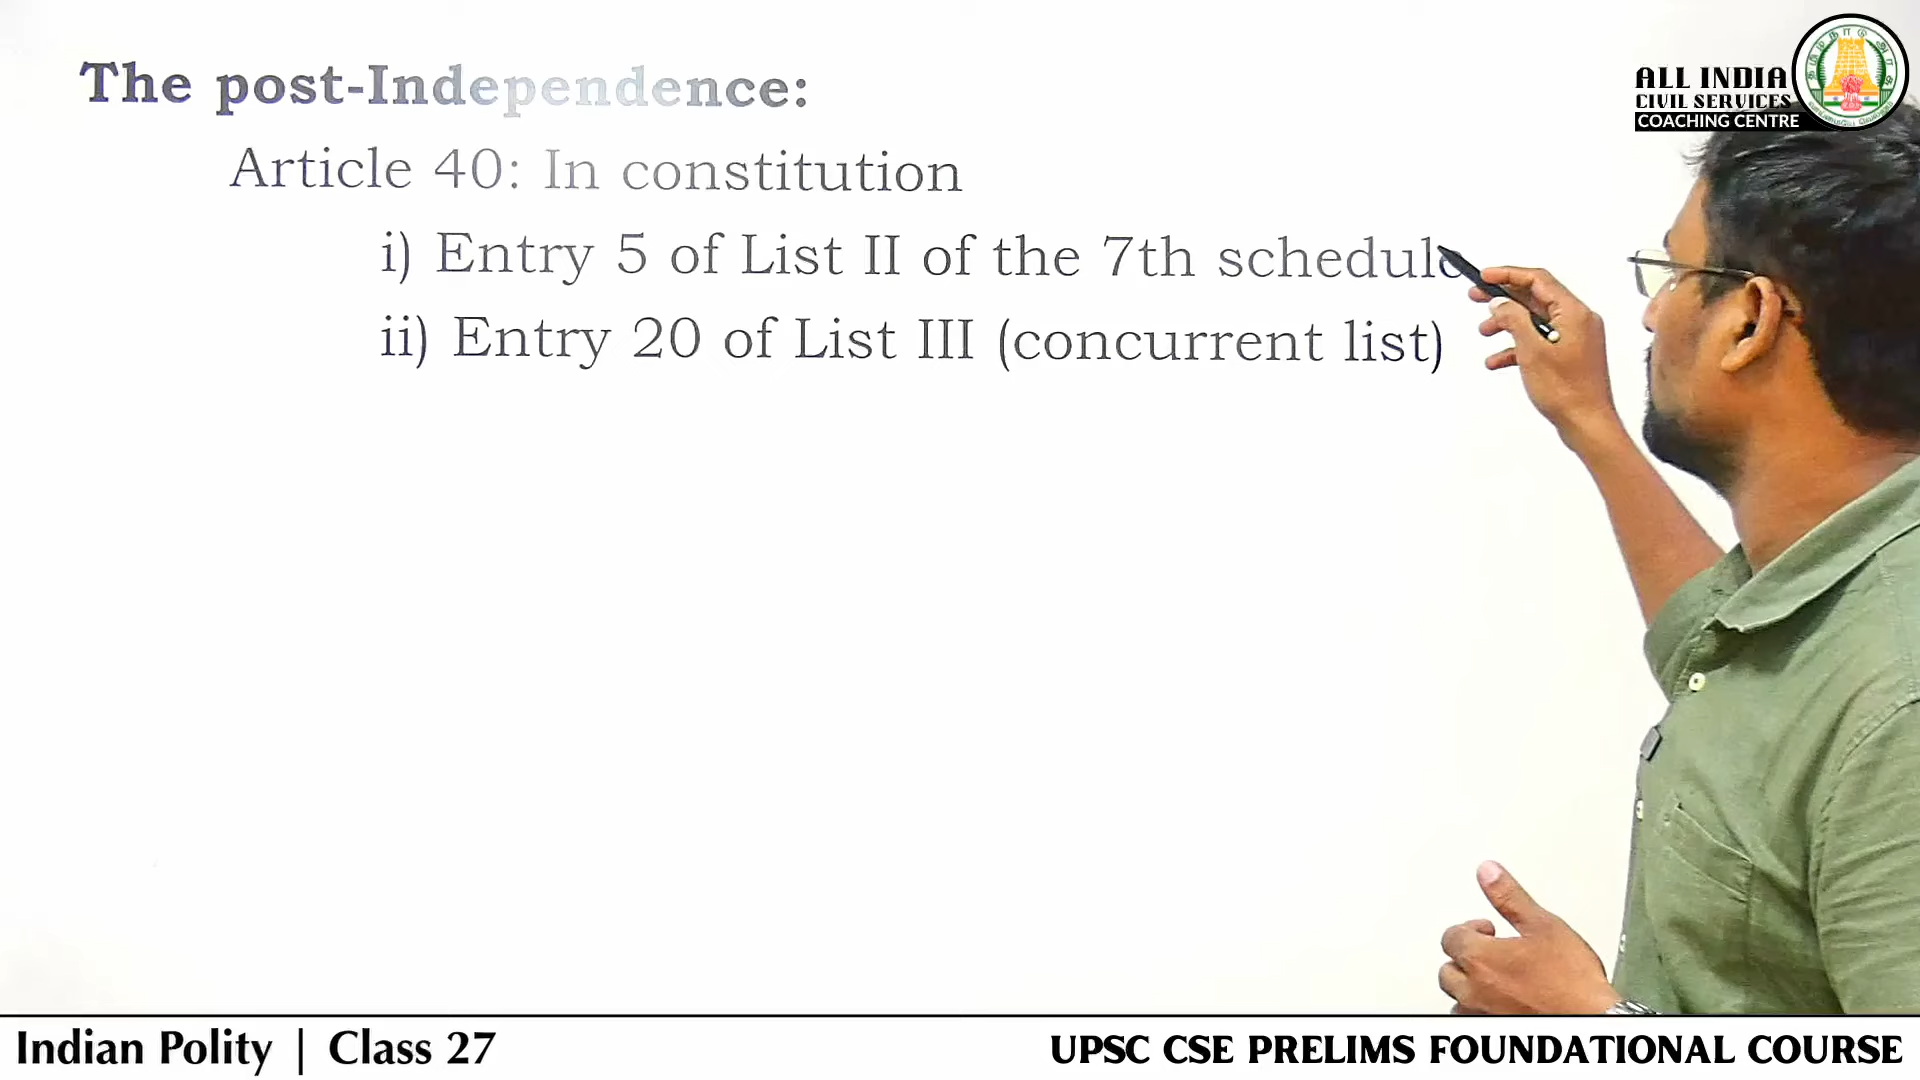 The post-Independence:
Article 40: In constitution
i) Entry 5 of List II of the 7th schedule
ii) Entry 20 of List III (concurrent list)
ALL INDIA
CIVIL SERVICES
COACHING CENTRE
Indian Polity | Class 27
UPSC CSE PRELIMS FOUNDATIONAL COURSE